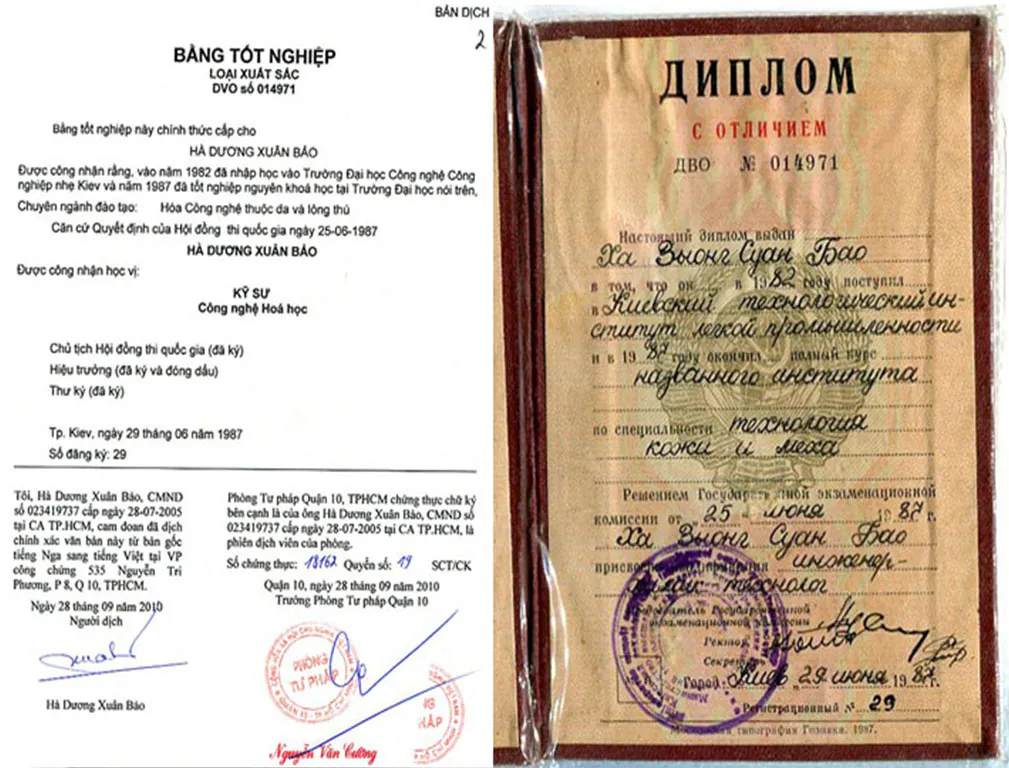 BẢN DỊCH
2
BẰNG TỐT NGHIỆP
LOẠI XUẤT SẮC
DVO số 014971
Bằng tốt nghiệp này chính thức cấp cho
HÀ DƯƠNG XUÂN BẢO
Được công nhận rằng, vào năm 1982 đã nhập học vào Trường Đại học Công nghệ Công
nghiệp nhẹ Kiev và năm 1987 đã tốt nghiệp nguyên khoá học tại Trường Đại học nói trên,
Chuyên ngành đào tạo: Hóa Công nghệ thuộc da và lông thú
Căn cứ Quyết định của Hội đồng thi quốc gia ngày 25-06-1987
HÀ DƯƠNG XUÂN BẢO
Được công nhận học vị:
KỸ SƯ
Công nghệ Hoá học
Chủ tịch Hội đồng thi quốc gia (đã ký)
Hiệu trưởng (đã ký và đóng dấu)
Thư ký (đã ký)
Tp. Kiev, ngày 29 tháng 06 năm 1987
Số đăng ký: 29
Tôi, Hà Dương Xuân Bảo, CMND
số 023419737 cấp ngày 28-07-2005
tại CA TP.HCM, cam đoan đã dịch
chính xác văn bản này từ bản gốc
tiếng Nga sang tiếng Việt tại VP
công chứng 535 Nguyễn Tri
Phương, P 8, Q 10, TPHCM.
Ngày 28 tháng 09 năm 2010
Người dịch
Hà Dương Xuân Bảo
Phòng Tư pháp Quận 10, TPHCM chứng thực chữ ký
bên cạnh là của ông Hà Dương Xuân Bảo, CMND số
023419737 cấp ngày 28-07-2005 tại CA TP.HCM, là
phiên dịch viên của phòng.
Số chứng thực: 13162 Quyển số: 19 SCT/CK
Quận 10, ngày 28 tháng 09 năm 2010
Trưởng Phòng Tư pháp Quận 10
PHÒNG
TƯ PHÁP
Nguyễn Văn Cường
ДИПЛОМ
С ОТЛИЧИЕМ
ДВО № 014971
Настоящий диплом выдан
Ха Зыонг Суан Бао
в том, что он в 1982 году поступил
в Киевский технологический ин-
ститут легкой промышленности
и в 1987 году окончил полный курс
названного института
по специальности технология
кожи и меха
Решением Государственной экзаменационной
комиссии от 25 июня 1987 г.
Ха Зыонг Суан Бао
инженер-
технолог
Председатель Государственной
экзаменационной комиссии
Ректор
Секретарь
Город Киев 29 июня 1987 г.
Регистрационный № 29
Московская типография Гознака. 1987.